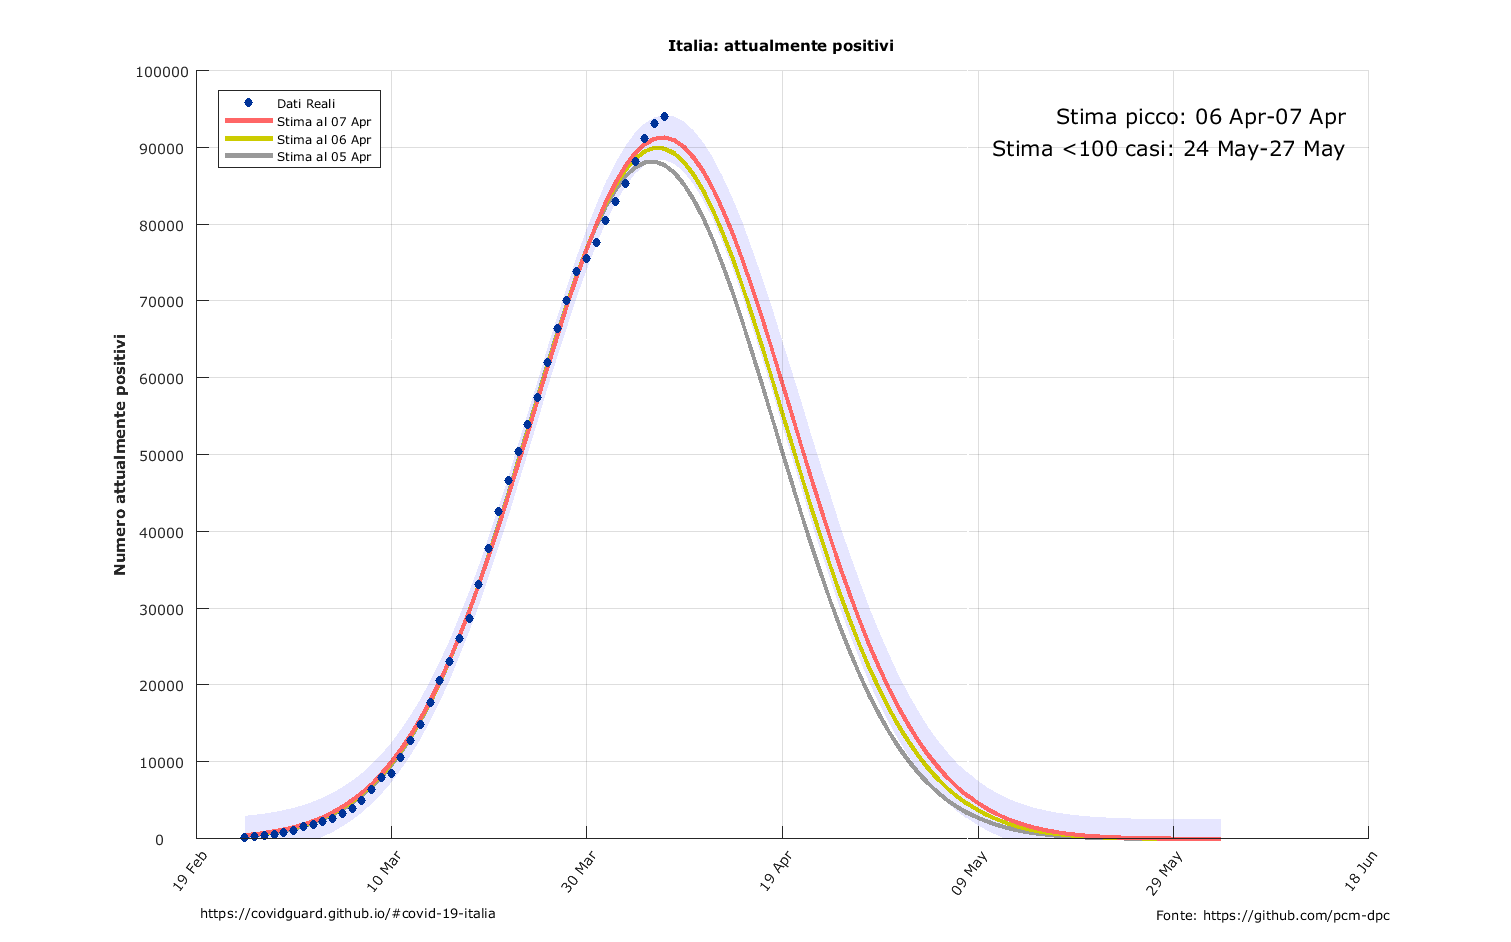 Italia: attualmente positivi
Dati Reali
Stima al 07 Apr
Stima al 06 Apr
Stima al 05 Apr
Stima picco: 06 Apr-07 Apr
Stima <100 casi: 24 May-27 May
Numero attualmente positivi
100000
90000
80000
70000
60000
50000
40000
30000
20000
10000
0
19 Feb
10 Mar
30 Mar
19 Apr
09 May
29 May
18 Jun
https://covidguard.github.io/#covid-19-italia
Fonte: https://github.com/pcm-dpc